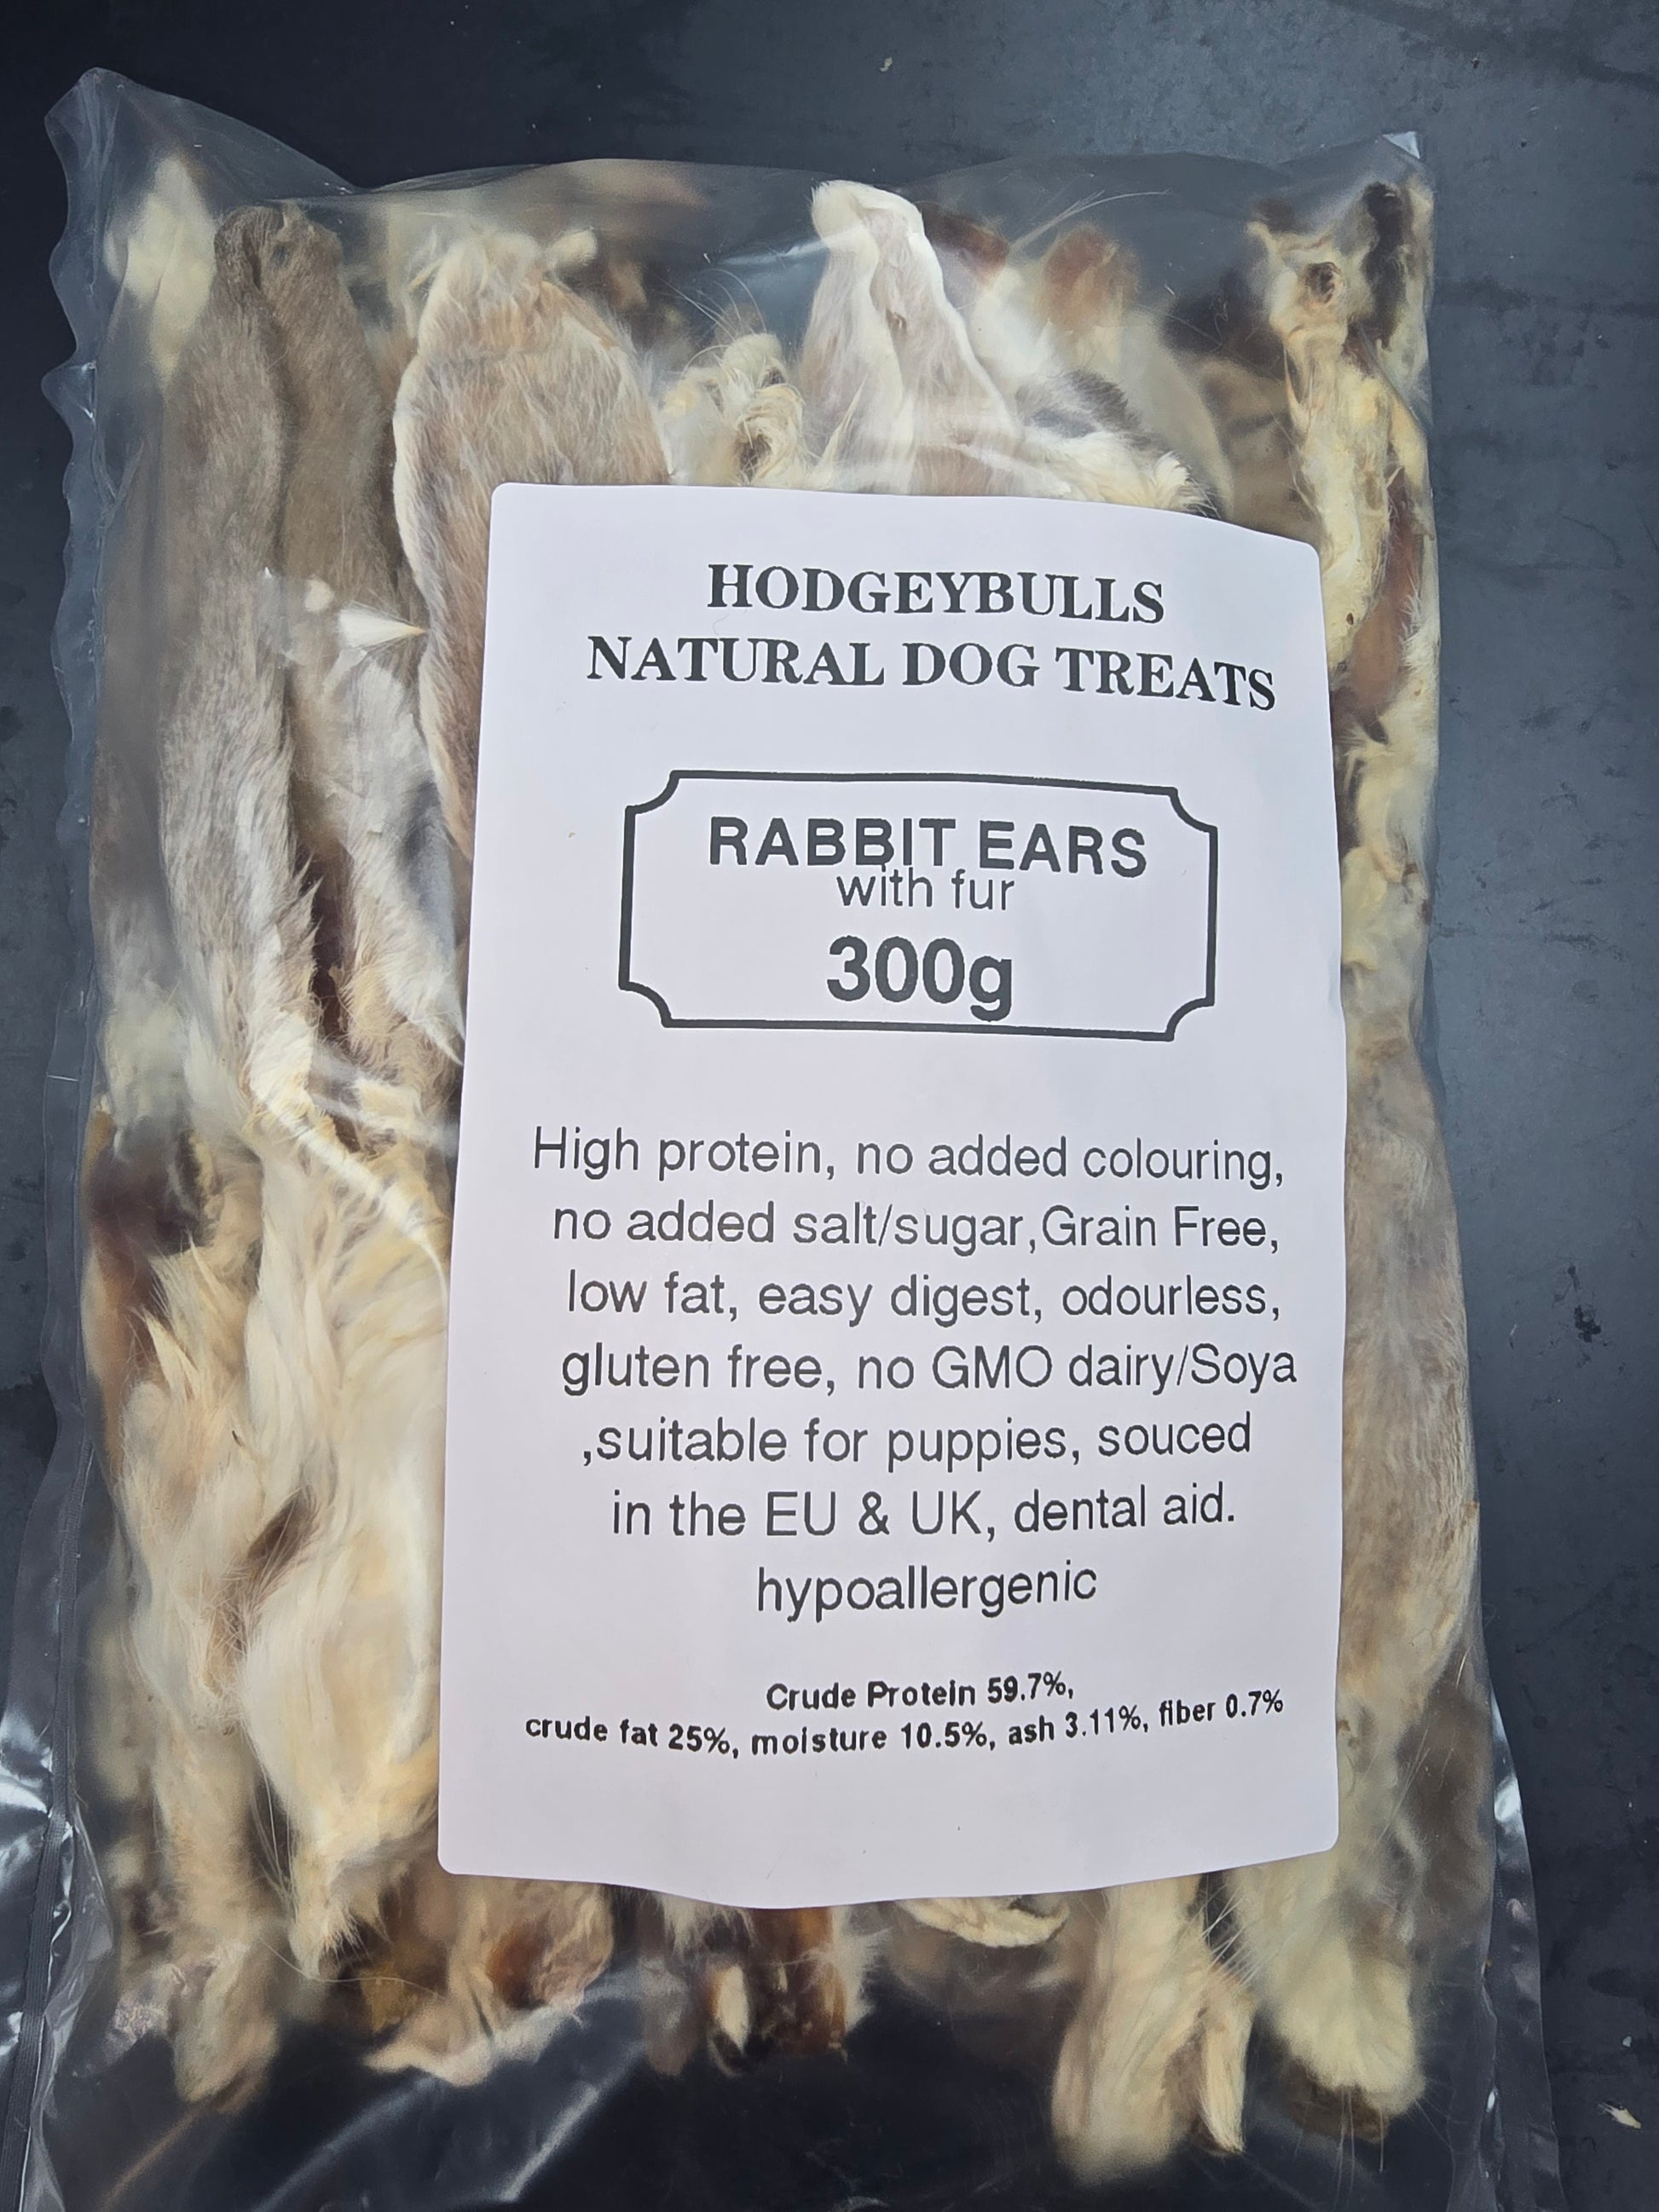 HODGEYBULLS
NATURAL DOG TREATS
RABBIT EARS
with fur
300g
High protein, no added colouring,
no added salt/sugar,Grain Free,
low fat, easy digest, odourless,
gluten free, no GMO dairy/Soya
,suitable for puppies, souced
in the EU & UK, dental aid.
hypoallergenic
Crude Protein 59.7%,
crude fat 25%, moisture 10.5%, ash 3.11%, fiber 0.7%